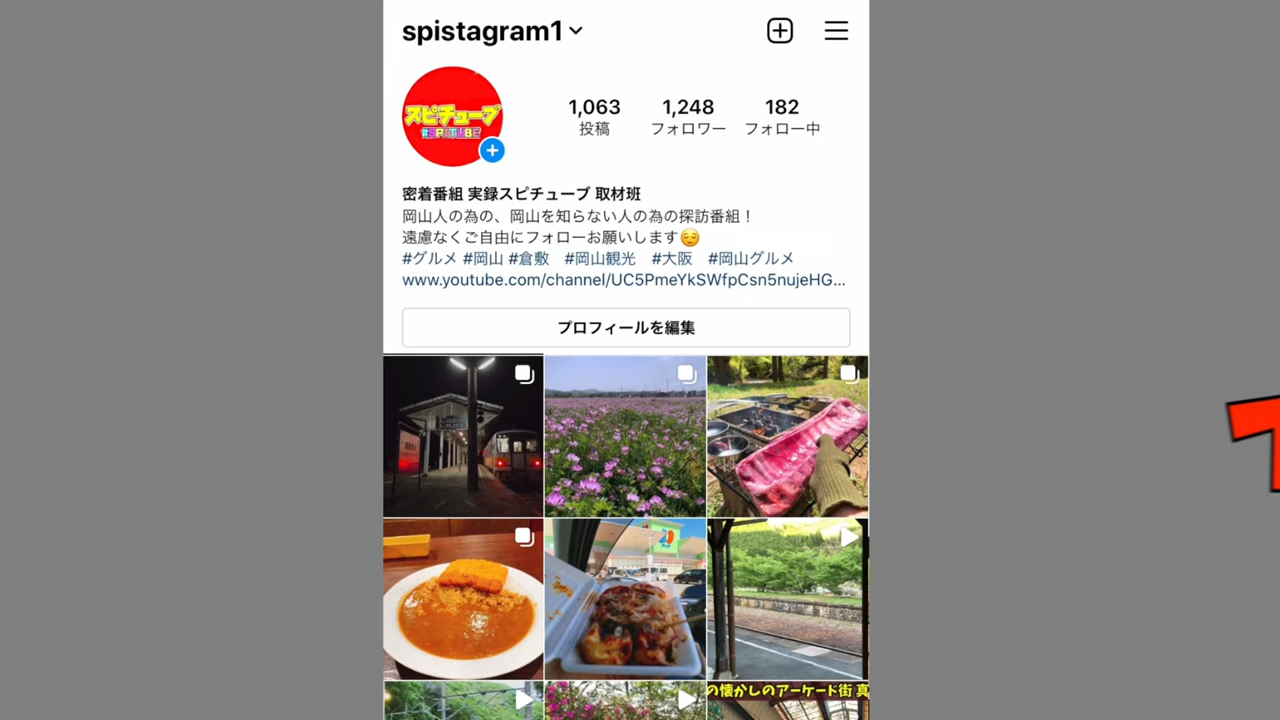 spistagram1
スピチューブ
#SPITUBE
1,063
投稿
1,248
フォロワー
182
フォロー中
密着番組 実録スピチューブ 取材班
岡山人の為の、岡山を知らない人の為の探訪番組！
遠慮なくご自由にフォローお願いします😌
#グルメ #岡山 #倉敷　#岡山観光　#大阪　#岡山グルメ
www.youtube.com/channel/UC5PmeYkSWfpCsn5nujeHG...
プロフィールを編集
の懐かしのアーケード街 真